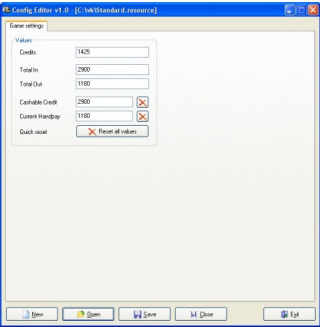 Config Editor v1.0 - [C:\wk\Standard.resource]
Game settings
Values
Credits 1425
Total In 2900
Total Out 1180
Cashable Credit 2900
Current Handpay 1180
Quick reset Reset all values
New Open Save Close Exit